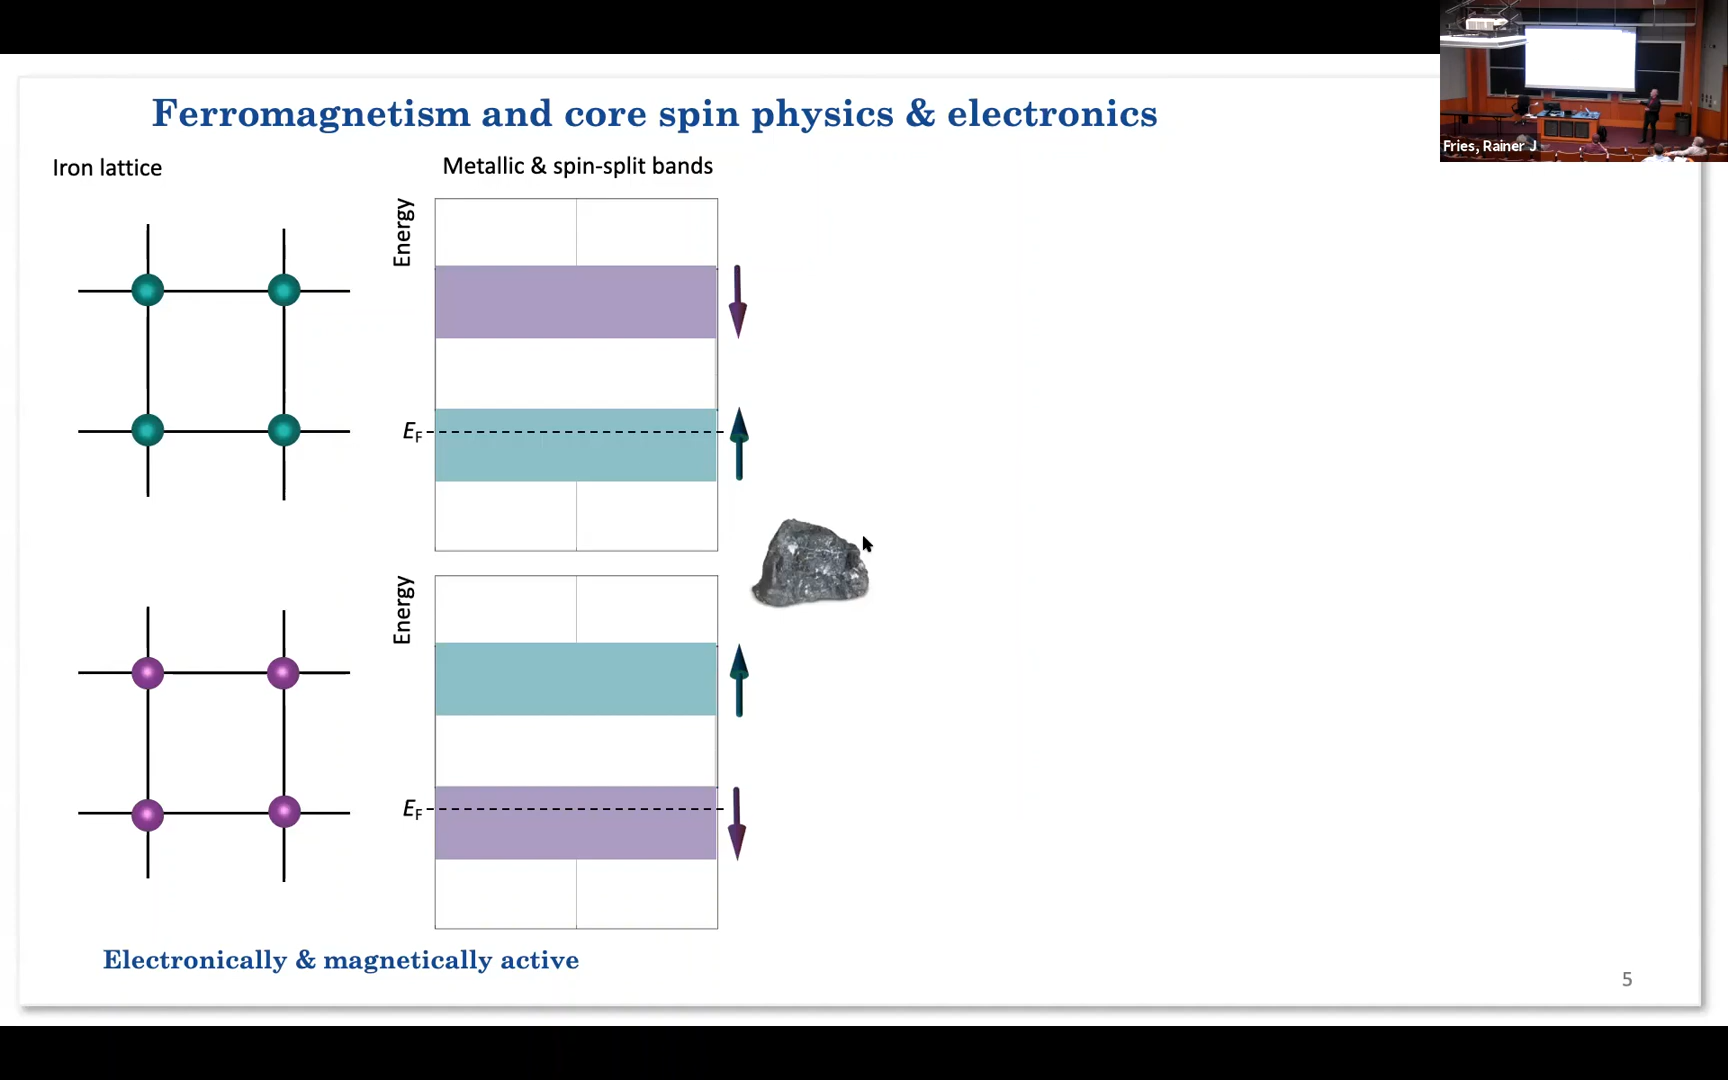 Ferromagnetism and core spin physics & electronics
Fries, Rainer J
Iron lattice
Metallic & spin-split bands
Energy
EF
Energy
EF
Electronically & magnetically active
5